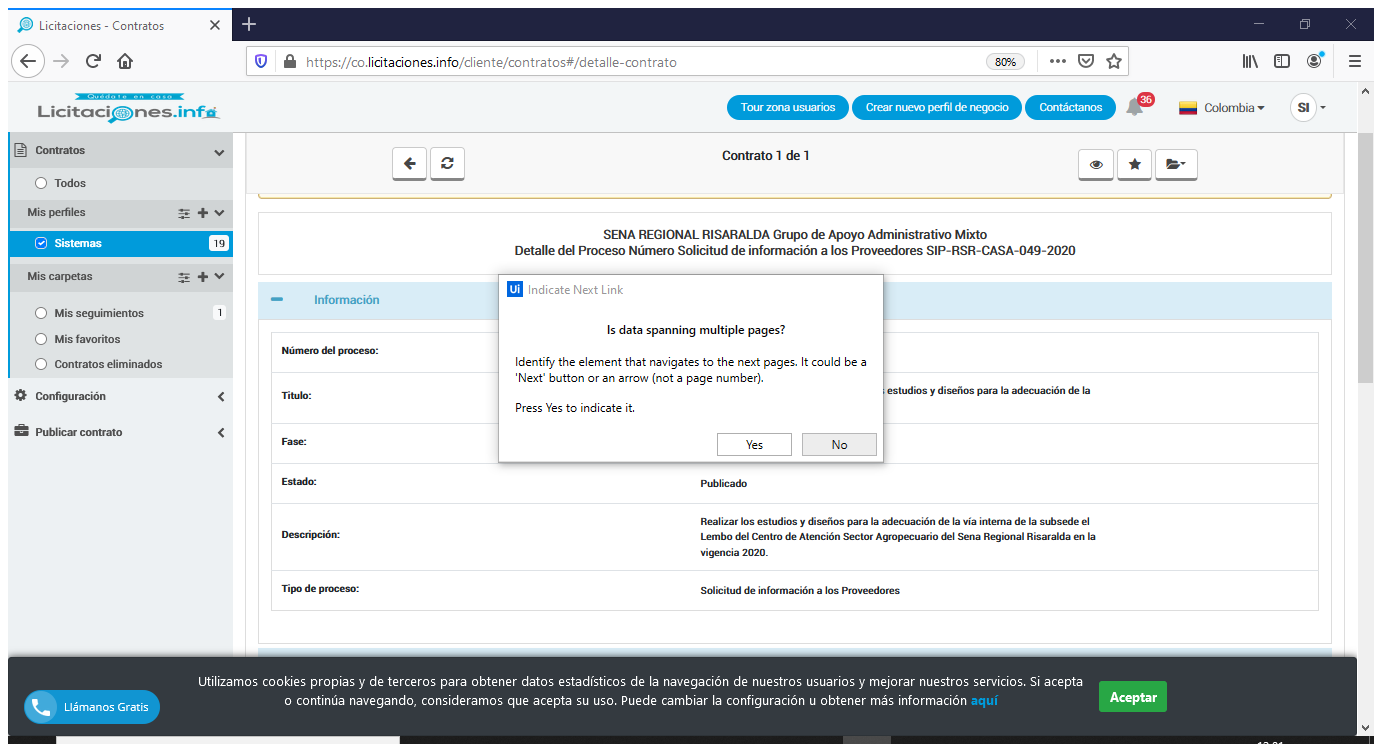 Licitaciones - Contratos
https://co.licitaciones.info/cliente/contratos#/detalle-contrato
80%
Quédate en casa
Licitaciones.info
Tour zona usuarios
Crear nuevo perfil de negocio
Contáctanos
36
Colombia
SI
Contratos
Todos
Mis perfiles
Sistemas
19
Mis carpetas
Mis seguimientos
1
Mis favoritos
Contratos eliminados
Configuración
Publicar contrato
Contrato 1 de 1
SENA REGIONAL RISARALDA Grupo de Apoyo Administrativo Mixto
Detalle del Proceso Número Solicitud de información a los Proveedores SIP-RSR-CASA-049-2020
Información
Número del proceso:
Titulo:
estudios y diseños para la adecuación de la
Fase:
Estado:
Publicado
Descripción:
Realizar los estudios y diseños para la adecuación de la vía interna de la subsede el
Lembo del Centro de Atención Sector Agropecuario del Sena Regional Risaralda en la
vigencia 2020.
Tipo de proceso:
Solicitud de información a los Proveedores
Ui Indicate Next Link
Is data spanning multiple pages?
Identify the element that navigates to the next pages. It could be a
'Next' button or an arrow (not a page number).
Press Yes to indicate it.
Yes
No
Utilizamos cookies propias y de terceros para obtener datos estadísticos de la navegación de nuestros usuarios y mejorar nuestros servicios. Si acepta
o continúa navegando, consideramos que acepta su uso. Puede cambiar la configuración u obtener más información aquí
Aceptar
Llámanos Gratis